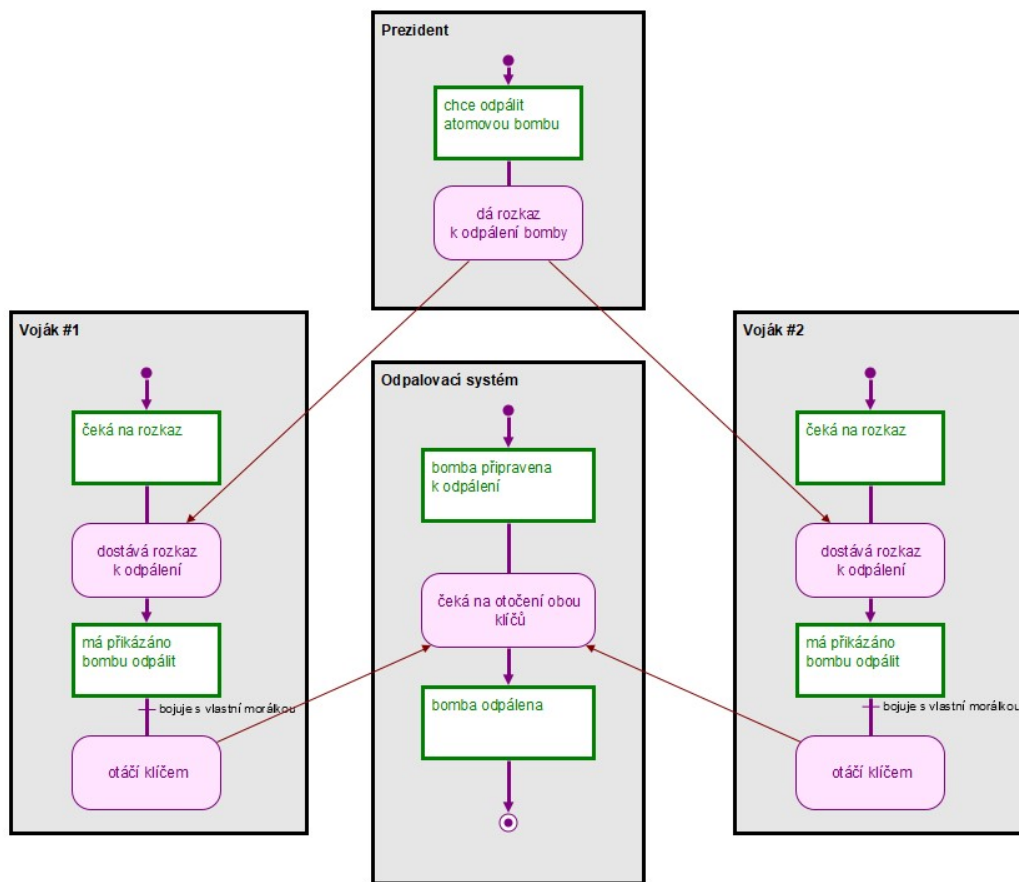 Prezident
chce odpálit
atomovou bombu
dá rozkaz
k odpálení bomby
Voják #1
čeká na rozkaz
dostává rozkaz
k odpálení
má přikázáno
bombu odpálit
bojuje s vlastní morálkou
otáčí klíčem
Odpalovací systém
bomba připravena
k odpálení
čeká na otočení obou
klíčů
bomba odpálena
Voják #2
čeká na rozkaz
dostává rozkaz
k odpálení
má přikázáno
bombu odpálit
bojuje s vlastní morálkou
otáčí klíčem